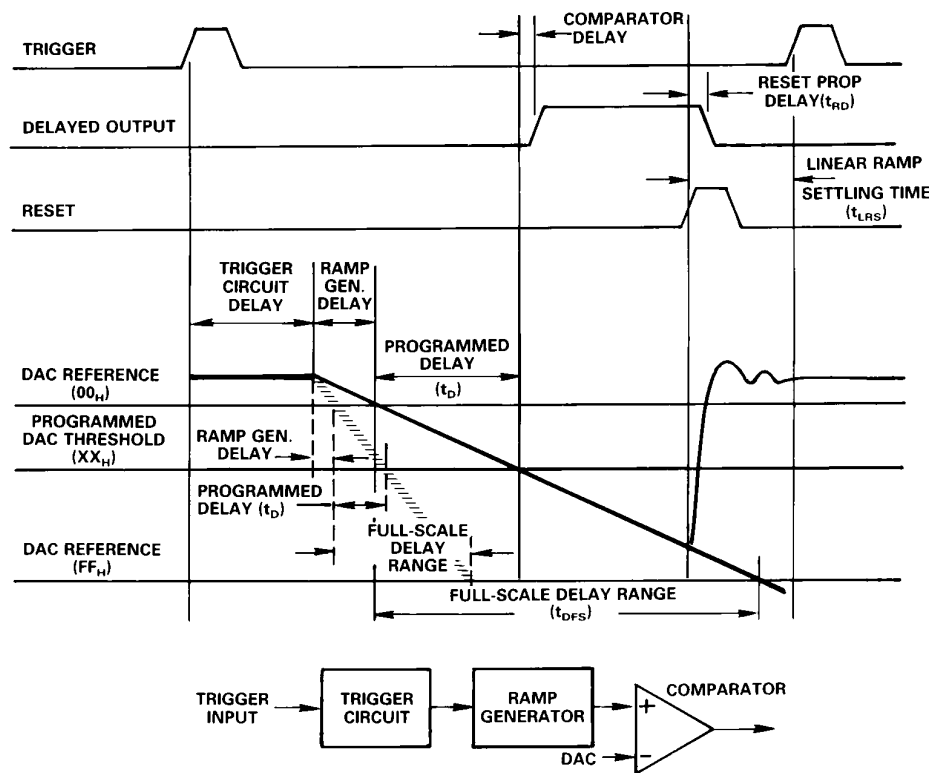 TRIGGER
COMPARATOR
DELAY
RESET PROP
DELAY(tRD)
DELAYED OUTPUT
LINEAR RAMP
SETTLING TIME
(tLRS)
RESET
TRIGGER
CIRCUIT
DELAY
RAMP
GEN.
DELAY
PROGRAMMED
DELAY
(tD)
DAC REFERENCE
(00H)
PROGRAMMED
DAC THRESHOLD
(XXH)
RAMP GEN.
DELAY
PROGRAMMED
DELAY (tD)
FULL-SCALE
DELAY
RANGE
DAC REFERENCE
(FFH)
FULL-SCALE DELAY RANGE
(tDFS)
TRIGGER
INPUT
TRIGGER
CIRCUIT
RAMP
GENERATOR
COMPARATOR
+
−
DAC